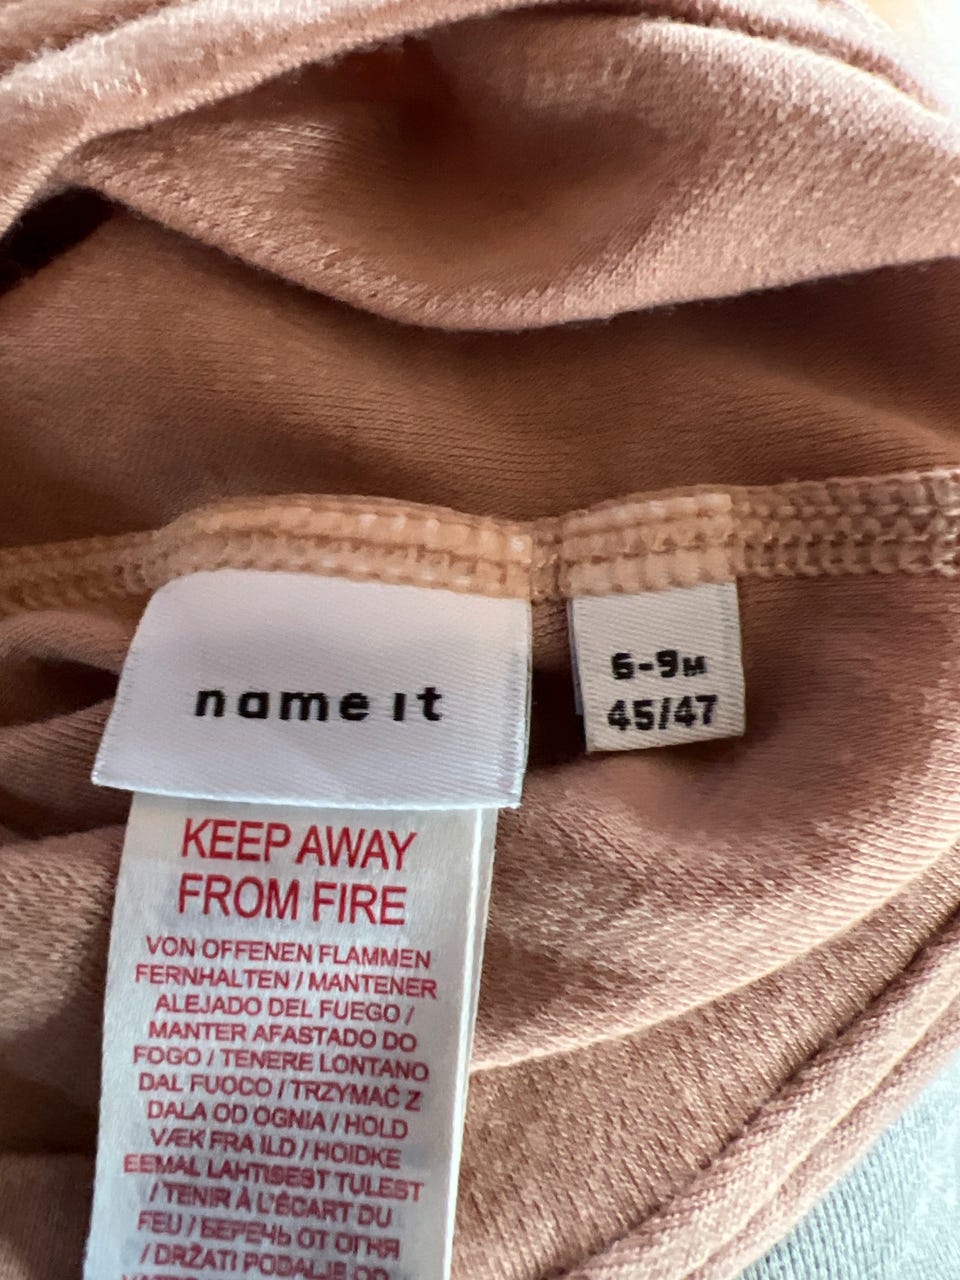 name it
6-9M
45/47
KEEP AWAY
FROM FIRE
VON OFFENEN FLAMMEN
FERNHALTEN / MANTENER
ALEJADO DEL FUEGO /
MANTER AFASTADO DO
FOGO / TENERE LONTANO
DAL FUOCO / TRZYMAĆ Z
DALA OD OGNIA / HOLD
VÆK FRA ILD / HOIDKE
EEMAL LAHTISEST TULEST
/ TENIR À L'ÉCART DU
FEU / БЕРЕЧЬ ОТ ОГНЯ
/ DRŽATI PODALJE OD